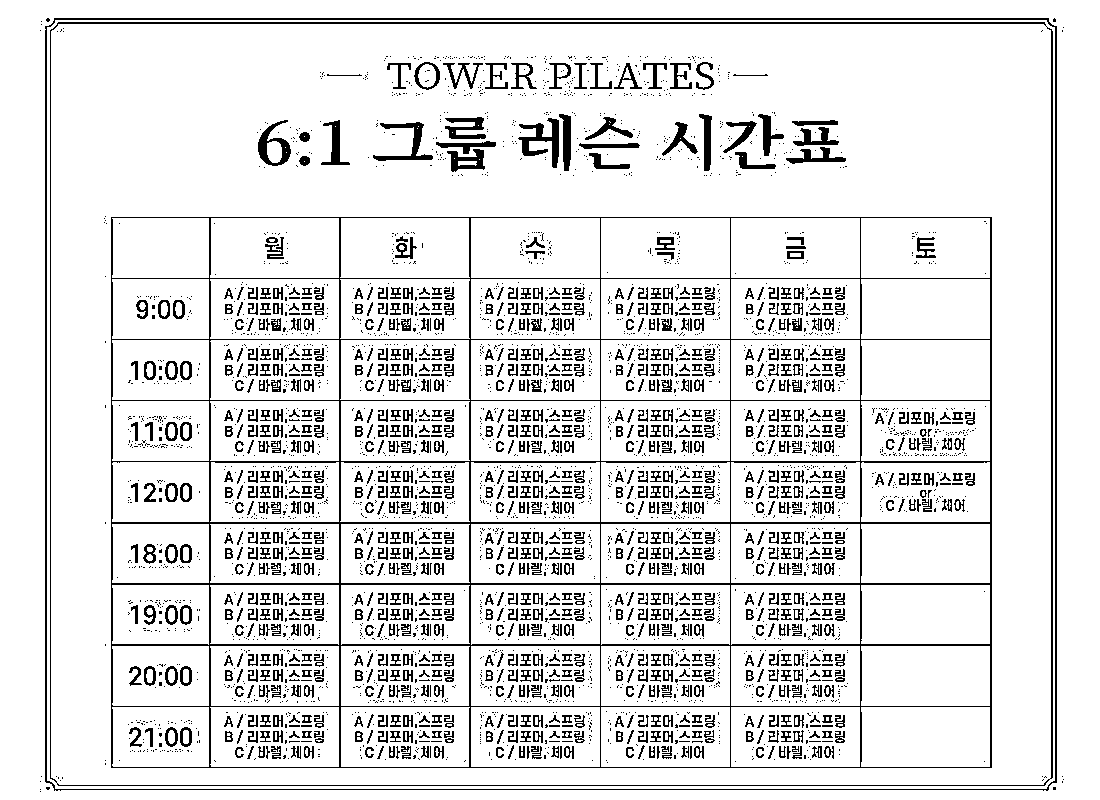 TOWER PILATES
6:1 그룹 레슨 시간표
월 화 수 목 금 토
9:00
A / 리포머,스프링 A / 리포머,스프링 A / 리포머,스프링 A / 리포머,스프링 A / 리포머,스프링
B / 리포머,스프링 B / 리포머,스프링 B / 리포머,스프링 B / 리포머,스프링 B / 리포머,스프링
C / 바렐, 체어 C / 바렐, 체어 C / 바렐, 체어 C / 바렐, 체어 C / 바렐, 체어
10:00
A / 리포머,스프링 A / 리포머,스프링 A / 리포머,스프링 A / 리포머,스프링 A / 리포머,스프링
B / 리포머,스프링 B / 리포머,스프링 B / 리포머,스프링 B / 리포머,스프링 B / 리포머,스프링
C / 바렐, 체어 C / 바렐, 체어 C / 바렐, 체어 C / 바렐, 체어 C / 바렐, 체어
11:00
A / 리포머,스프링 A / 리포머,스프링 A / 리포머,스프링 A / 리포머,스프링 A / 리포머,스프링 A / 리포머,스프링
B / 리포머,스프링 B / 리포머,스프링 B / 리포머,스프링 B / 리포머,스프링 B / 리포머,스프링 or
C / 바렐, 체어 C / 바렐, 체어 C / 바렐, 체어 C / 바렐, 체어 C / 바렐, 체어 C / 바렐, 체어
12:00
A / 리포머,스프링 A / 리포머,스프링 A / 리포머,스프링 A / 리포머,스프링 A / 리포머,스프링 A / 리포머,스프링
B / 리포머,스프링 B / 리포머,스프링 B / 리포머,스프링 B / 리포머,스프링 B / 리포머,스프링 or
C / 바렐, 체어 C / 바렐, 체어 C / 바렐, 체어 C / 바렐, 체어 C / 바렐, 체어 C / 바렐, 체어
18:00
A / 리포머,스프링 A / 리포머,스프링 A / 리포머,스프링 A / 리포머,스프링 A / 리포머,스프링
B / 리포머,스프링 B / 리포머,스프링 B / 리포머,스프링 B / 리포머,스프링 B / 리포머,스프링
C / 바렐, 체어 C / 바렐, 체어 C / 바렐, 체어 C / 바렐, 체어 C / 바렐, 체어
19:00
A / 리포머,스프링 A / 리포머,스프링 A / 리포머,스프링 A / 리포머,스프링 A / 리포머,스프링
B / 리포머,스프링 B / 리포머,스프링 B / 리포머,스프링 B / 리포머,스프링 B / 리포머,스프링
C / 바렐, 체어 C / 바렐, 체어 C / 바렐, 체어 C / 바렐, 체어 C / 바렐, 체어
20:00
A / 리포머,스프링 A / 리포머,스프링 A / 리포머,스프링 A / 리포머,스프링 A / 리포머,스프링
B / 리포머,스프링 B / 리포머,스프링 B / 리포머,스프링 B / 리포머,스프링 B / 리포머,스프링
C / 바렐, 체어 C / 바렐, 체어 C / 바렐, 체어 C / 바렐, 체어 C / 바렐, 체어
21:00
A / 리포머,스프링 A / 리포머,스프링 A / 리포머,스프링 A / 리포머,스프링 A / 리포머,스프링
B / 리포머,스프링 B / 리포머,스프링 B / 리포머,스프링 B / 리포머,스프링 B / 리포머,스프링
C / 바렐, 체어 C / 바렐, 체어 C / 바렐, 체어 C / 바렐, 체어 C / 바렐, 체어